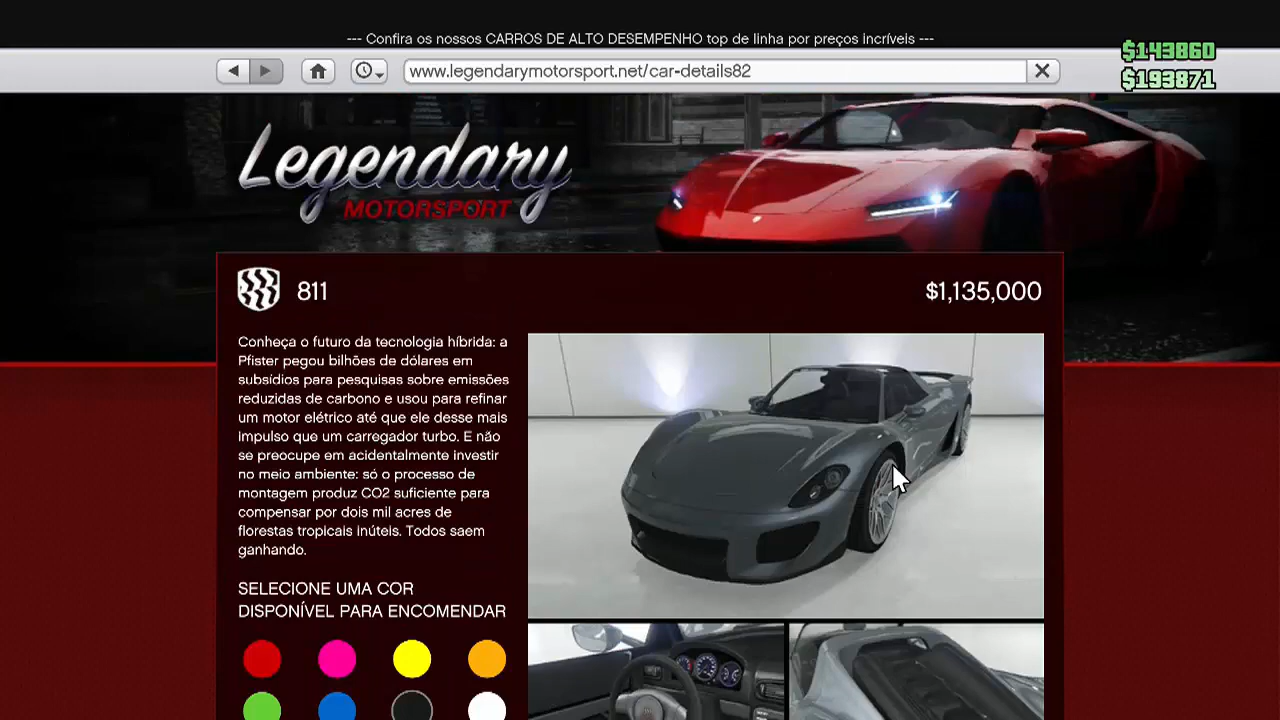 --- Confira os nossos CARROS DE ALTO DESEMPENHO top de linha por preços incríveis ---
$143860
www.legendarymotorsport.net/car-details82
$193871
Legendary
MOTORSPORT
811
$1,135,000
Conheça o futuro da tecnologia híbrida: a
Pfister pegou bilhões de dólares em
subsídios para pesquisas sobre emissões
reduzidas de carbono e usou para refinar
um motor elétrico até que ele desse mais
impulso que um carregador turbo. E não
se preocupe em acidentalmente investir
no meio ambiente: só o processo de
montagem produz CO2 suficiente para
compensar por dois mil acres de
florestas tropicais inúteis. Todos saem
ganhando.
SELECIONE UMA COR
DISPONÍVEL PARA ENCOMENDAR